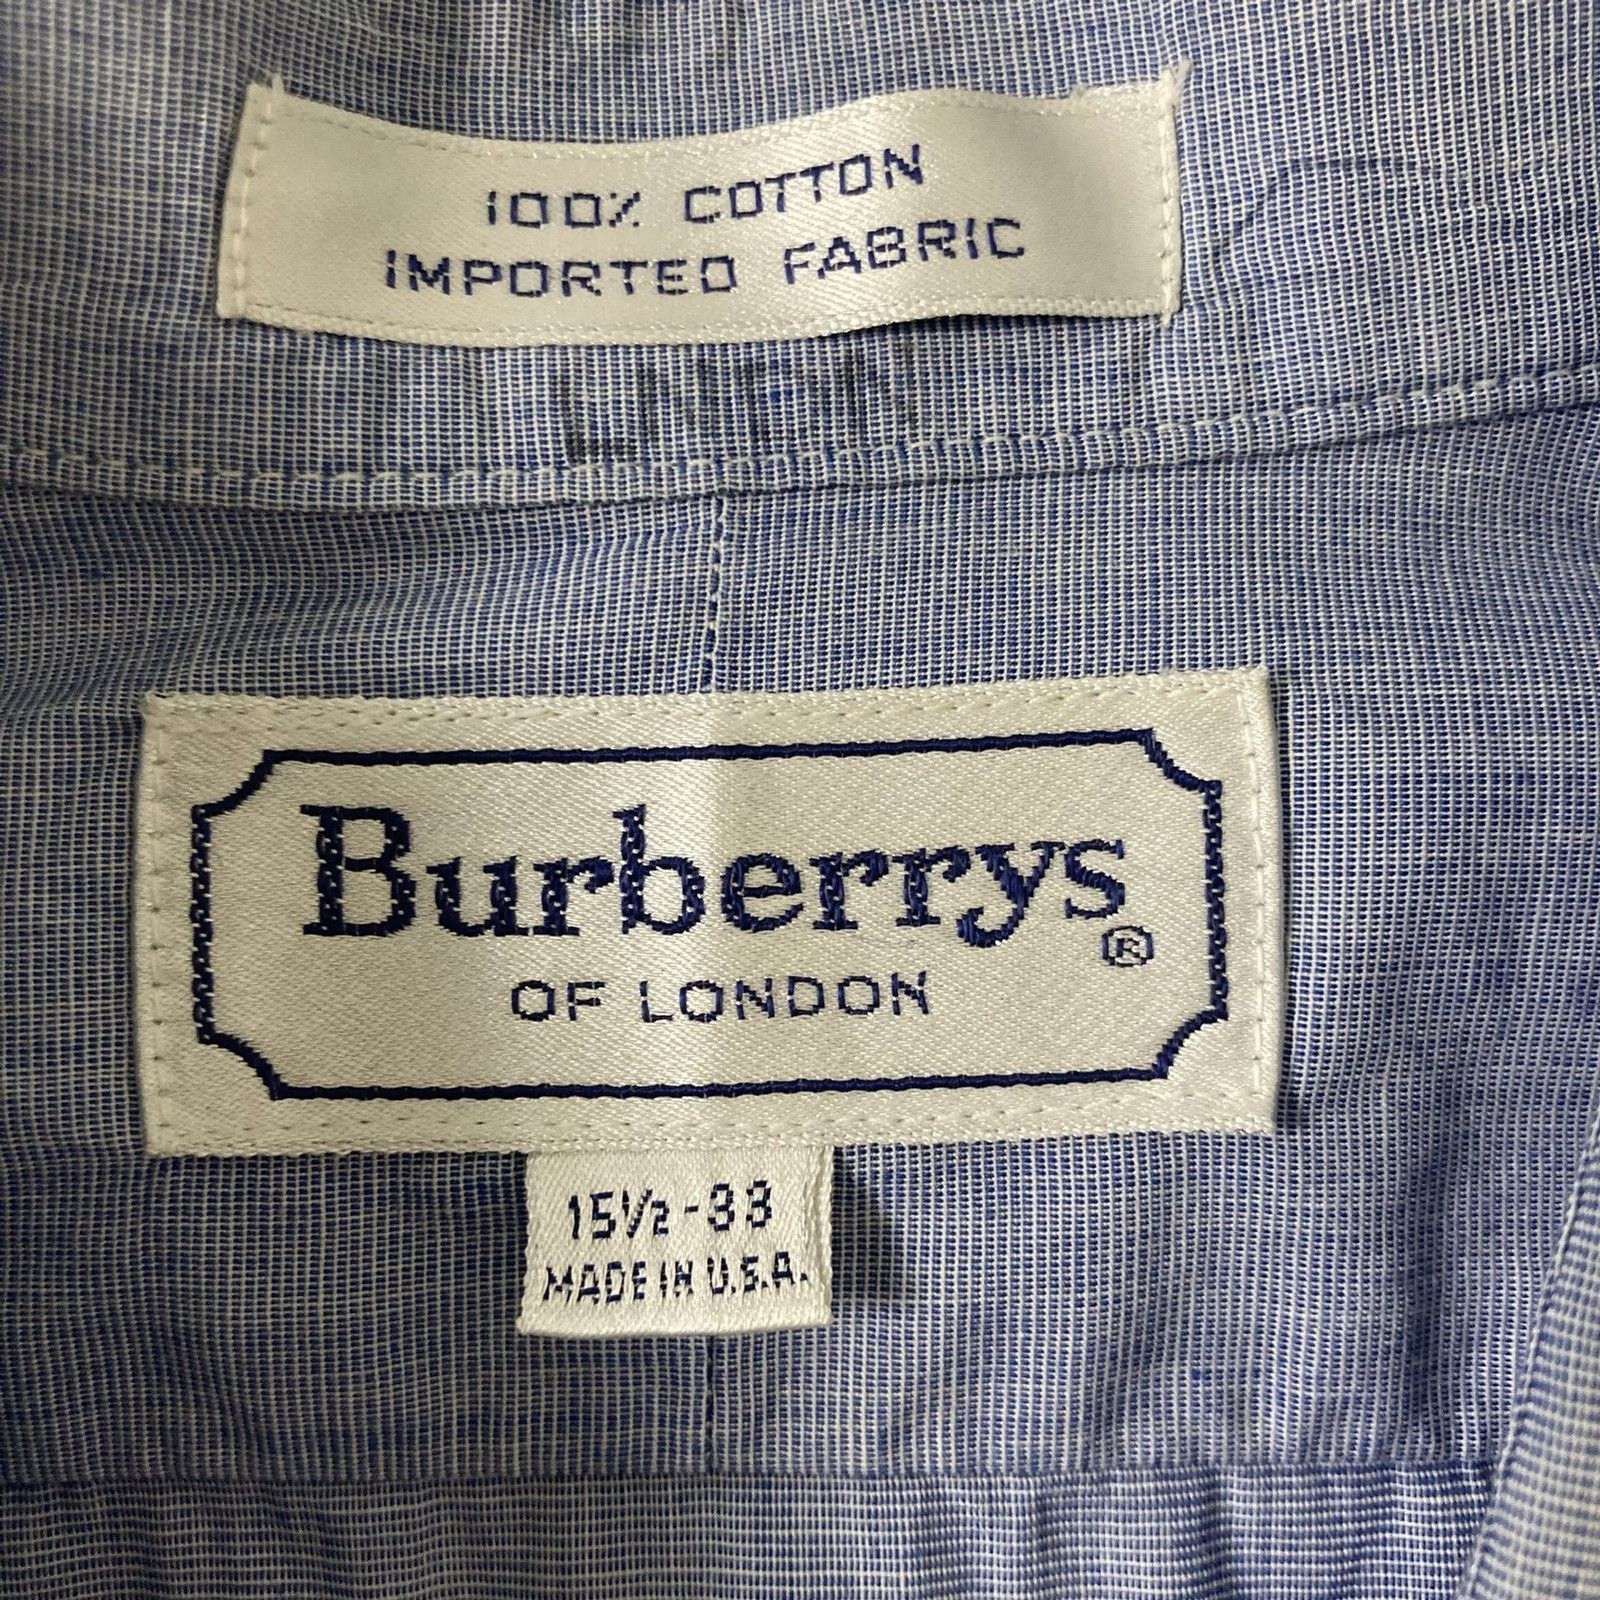 100% COTTON
IMPORTED FABRIC
Burberrys®
OF LONDON
15½-33
MADE IN U.S.A.